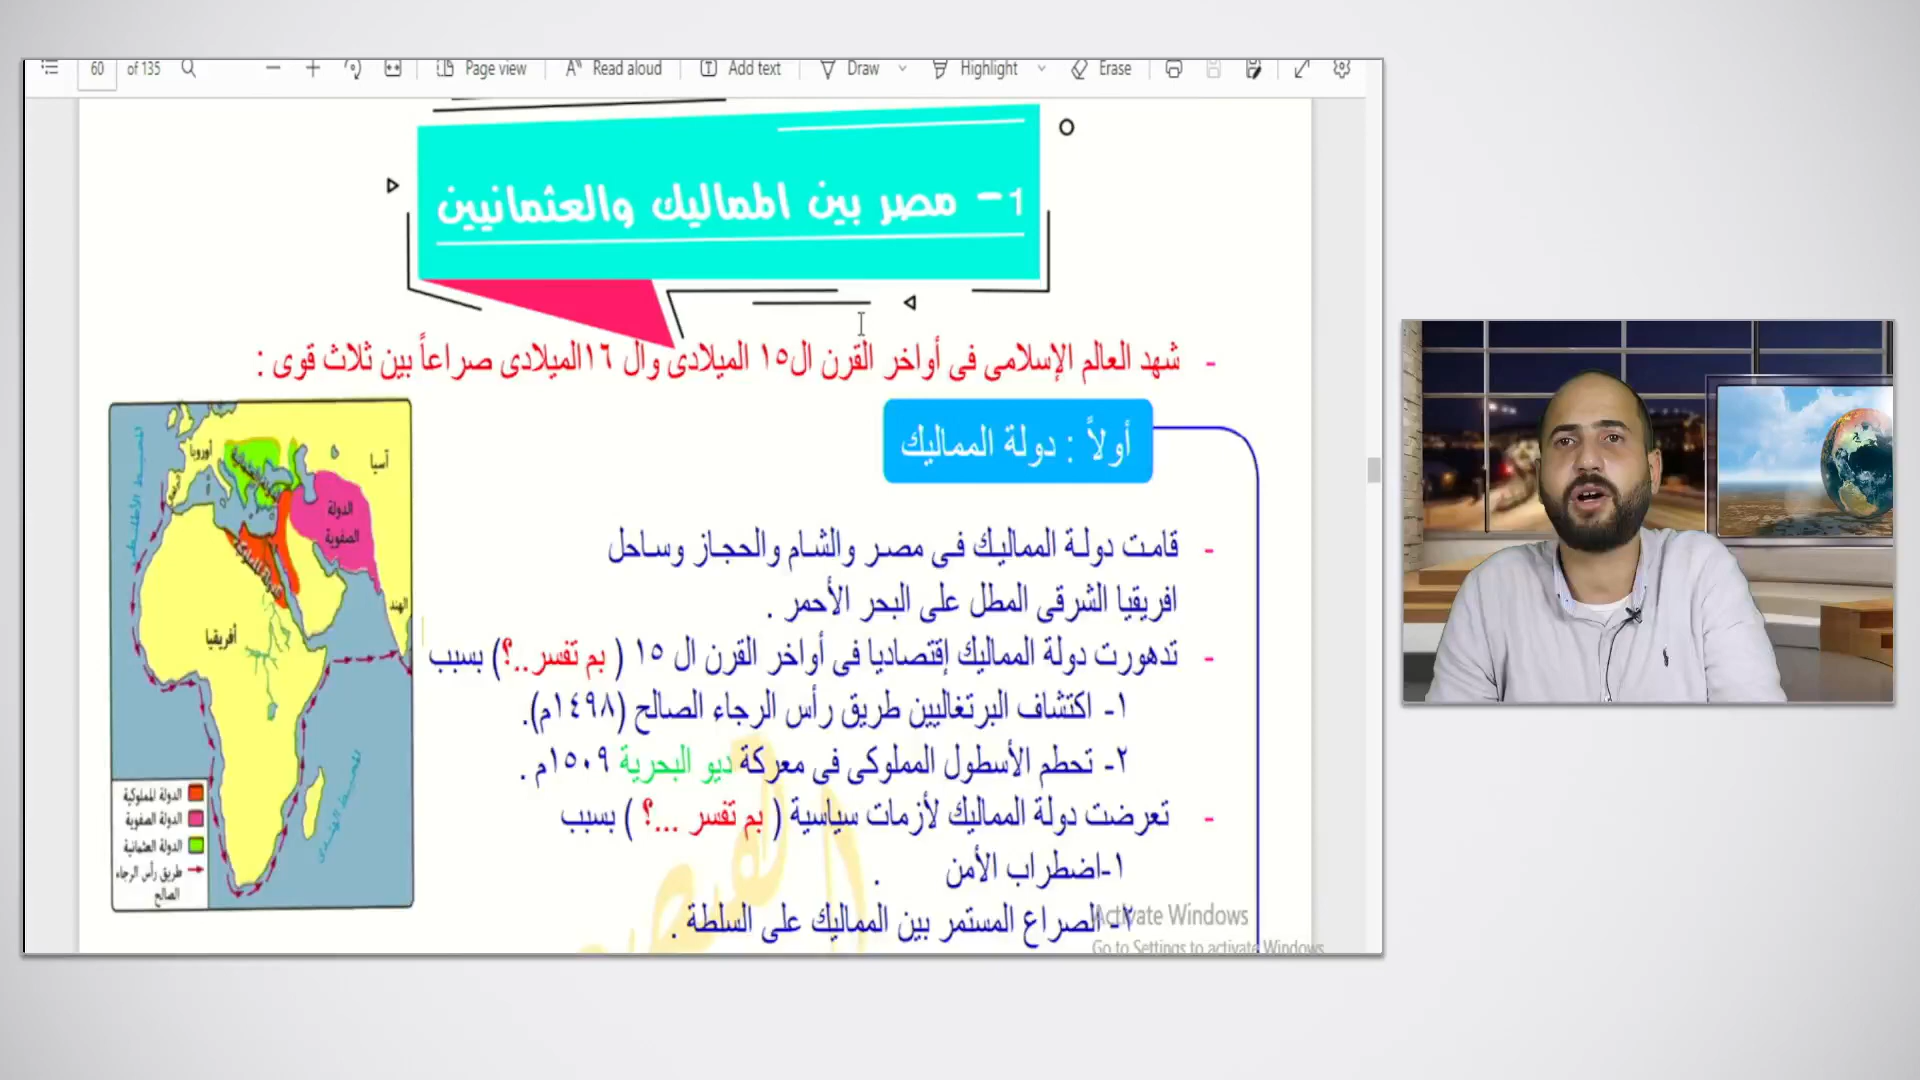 60 of 135 Page view Read aloud Add text Draw Highlight Erase
1- مصر بين المماليك والعثمانيين
- شهد العالم الإسلامى فى أواخر القرن ال١٥ الميلادى وال ١٦الميلادى صراعاً بين ثلاث قوى :
أولاً : دولة المماليك
- قامت دولة المماليك فى مصر والشام والحجاز وساحل
افريقيا الشرقى المطل على البحر الأحمر .
- تدهورت دولة المماليك إقتصاديا فى أواخر القرن ال ١٥ ( بم تفسر..؟) بسبب
١- اكتشاف البرتغاليين طريق رأس الرجاء الصالح (١٤٩٨م).
٢- تحطم الأسطول المملوكى فى معركة ديو البحرية ١٥٠٩م .
- تعرضت دولة المماليك لأزمات سياسية ( بم تفسر ...؟ ) بسبب
١-اضطراب الأمن .
٢- الصراع المستمر بين المماليك على السلطة .
أوروبا
آسيا
الدولة
الصفوية
الهند
أفريقيا
الدولة المملوكية
الدولة الصفوية
الدولة العثمانية
طريق رأس الرجاء
الصالح
Activate Windows
Go to Settings to activate Windows